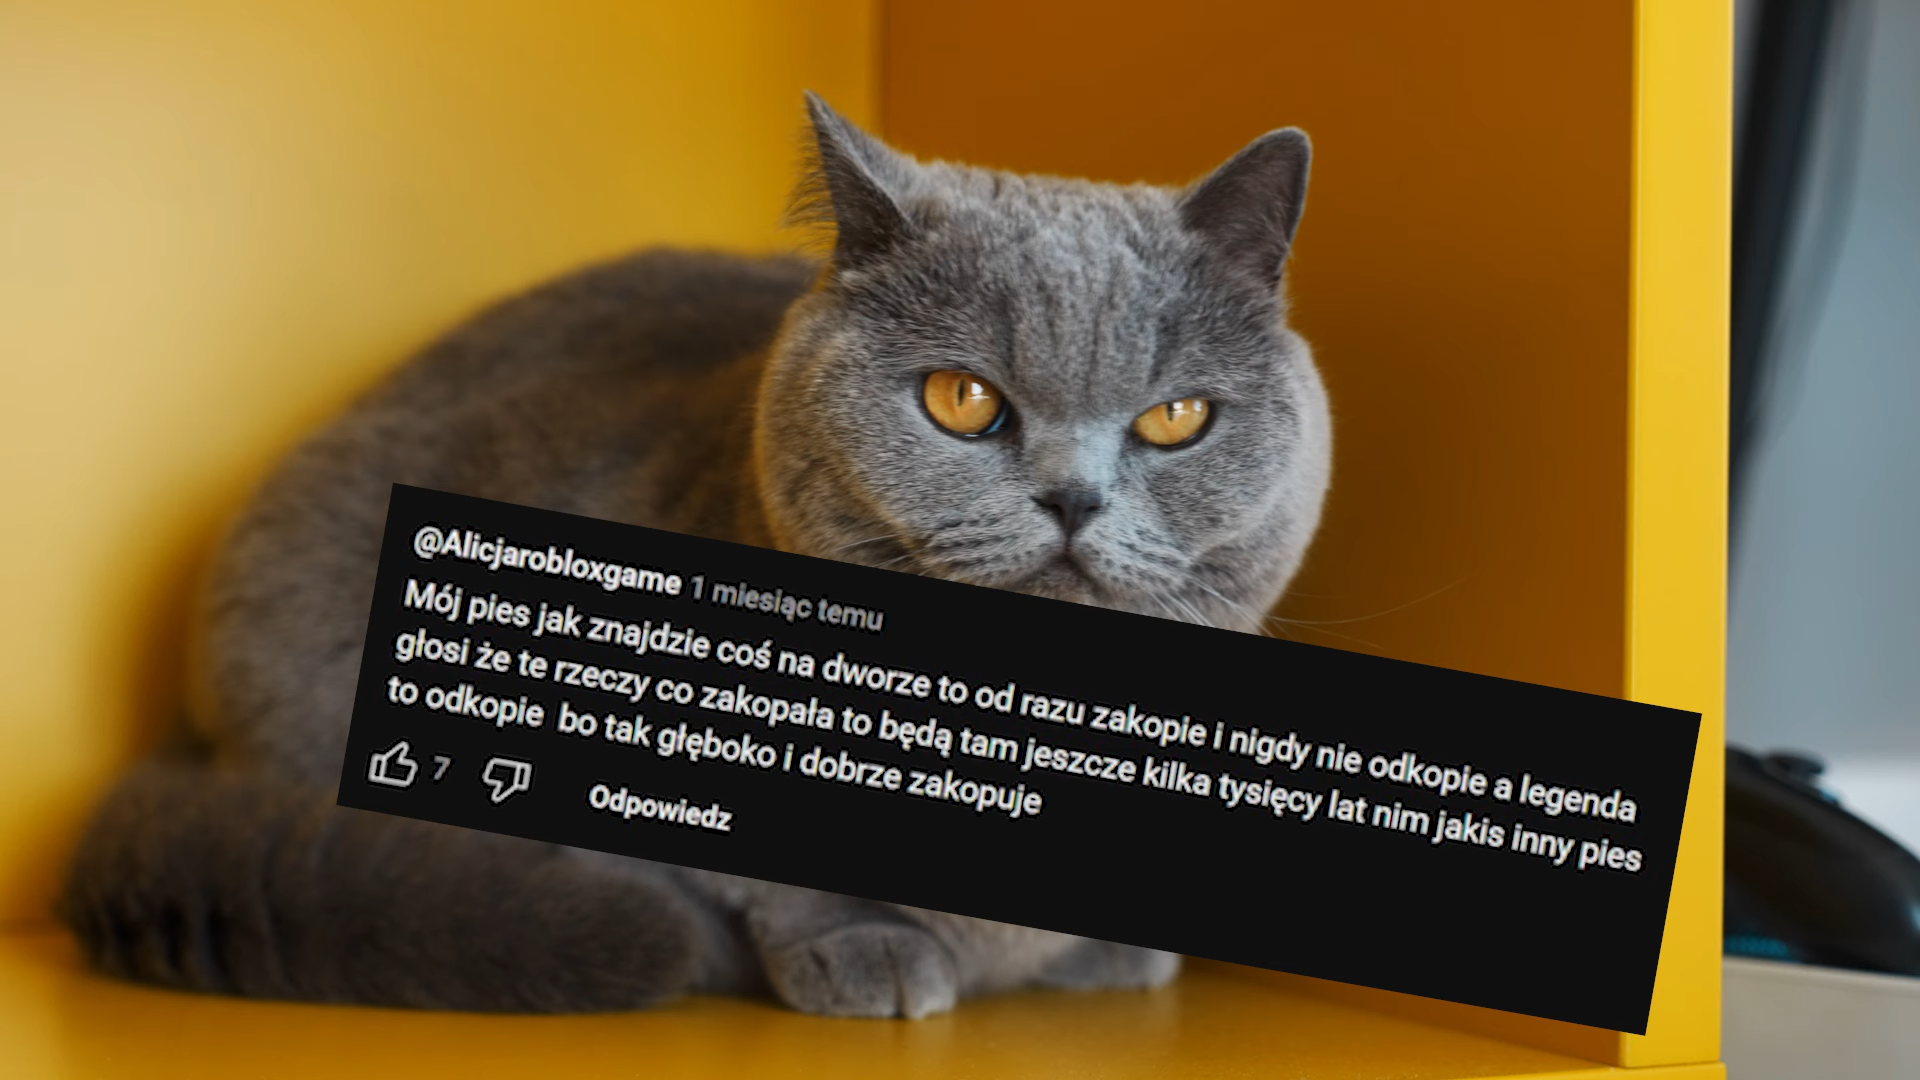 @Alicjarobloxgame 1 miesiąc temu
Mój pies jak znajdzie coś na dworze to od razu zakopie i nigdy nie odkopie a legenda
głosi że te rzeczy co zakopała to będą tam jeszcze kilka tysięcy lat nim jakis inny pies
to odkopie bo tak głęboko i dobrze zakopuje
7 Odpowiedz